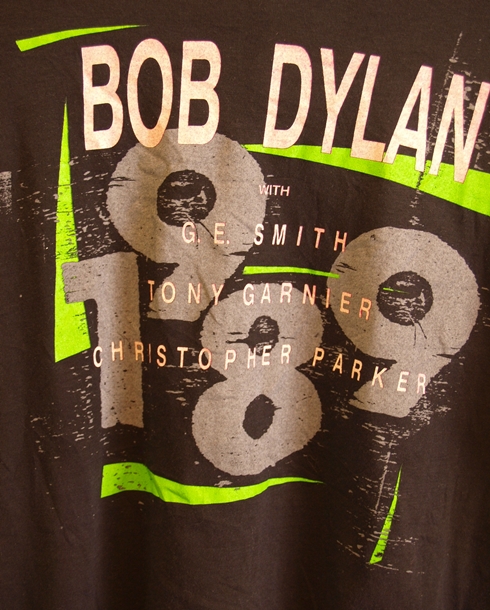 BOB DYLAN
WITH
G. E. SMITH
TONY GARNIER
CHRISTOPHER PARKER
1989